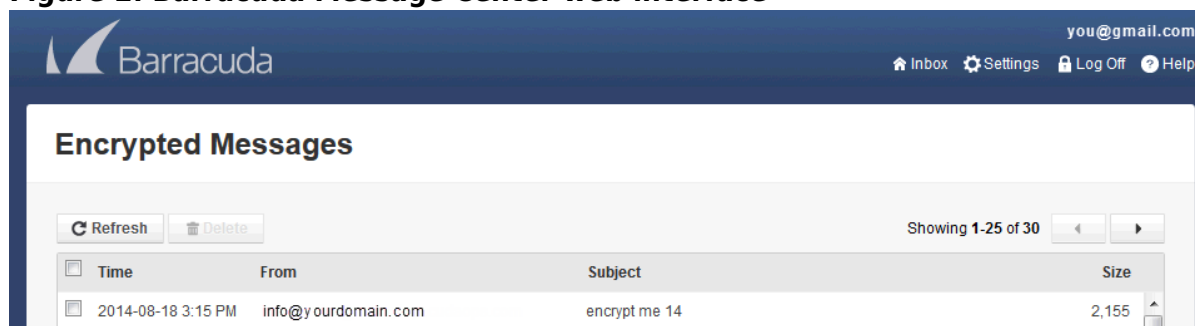 Figure 2. Barracuda Message Center web interface
you@gmail.com
Barracuda
Inbox Settings Log Off ? Help
Encrypted Messages
Refresh Delete Showing 1-25 of 30
Time From Subject Size
2014-08-18 3:15 PM info@yourdomain.com encrypt me 14 2,155